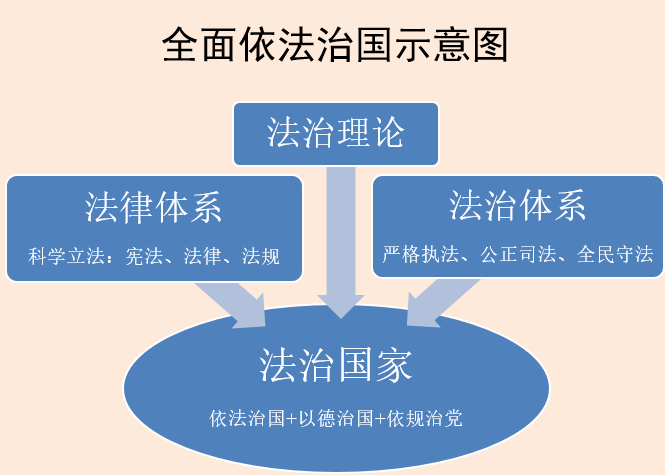 全面依法治国示意图
法治理论
法律体系
科学立法：宪法、法律、法规
法治体系
严格执法、公正司法、全民守法
法治国家
依法治国+以德治国+依规治党